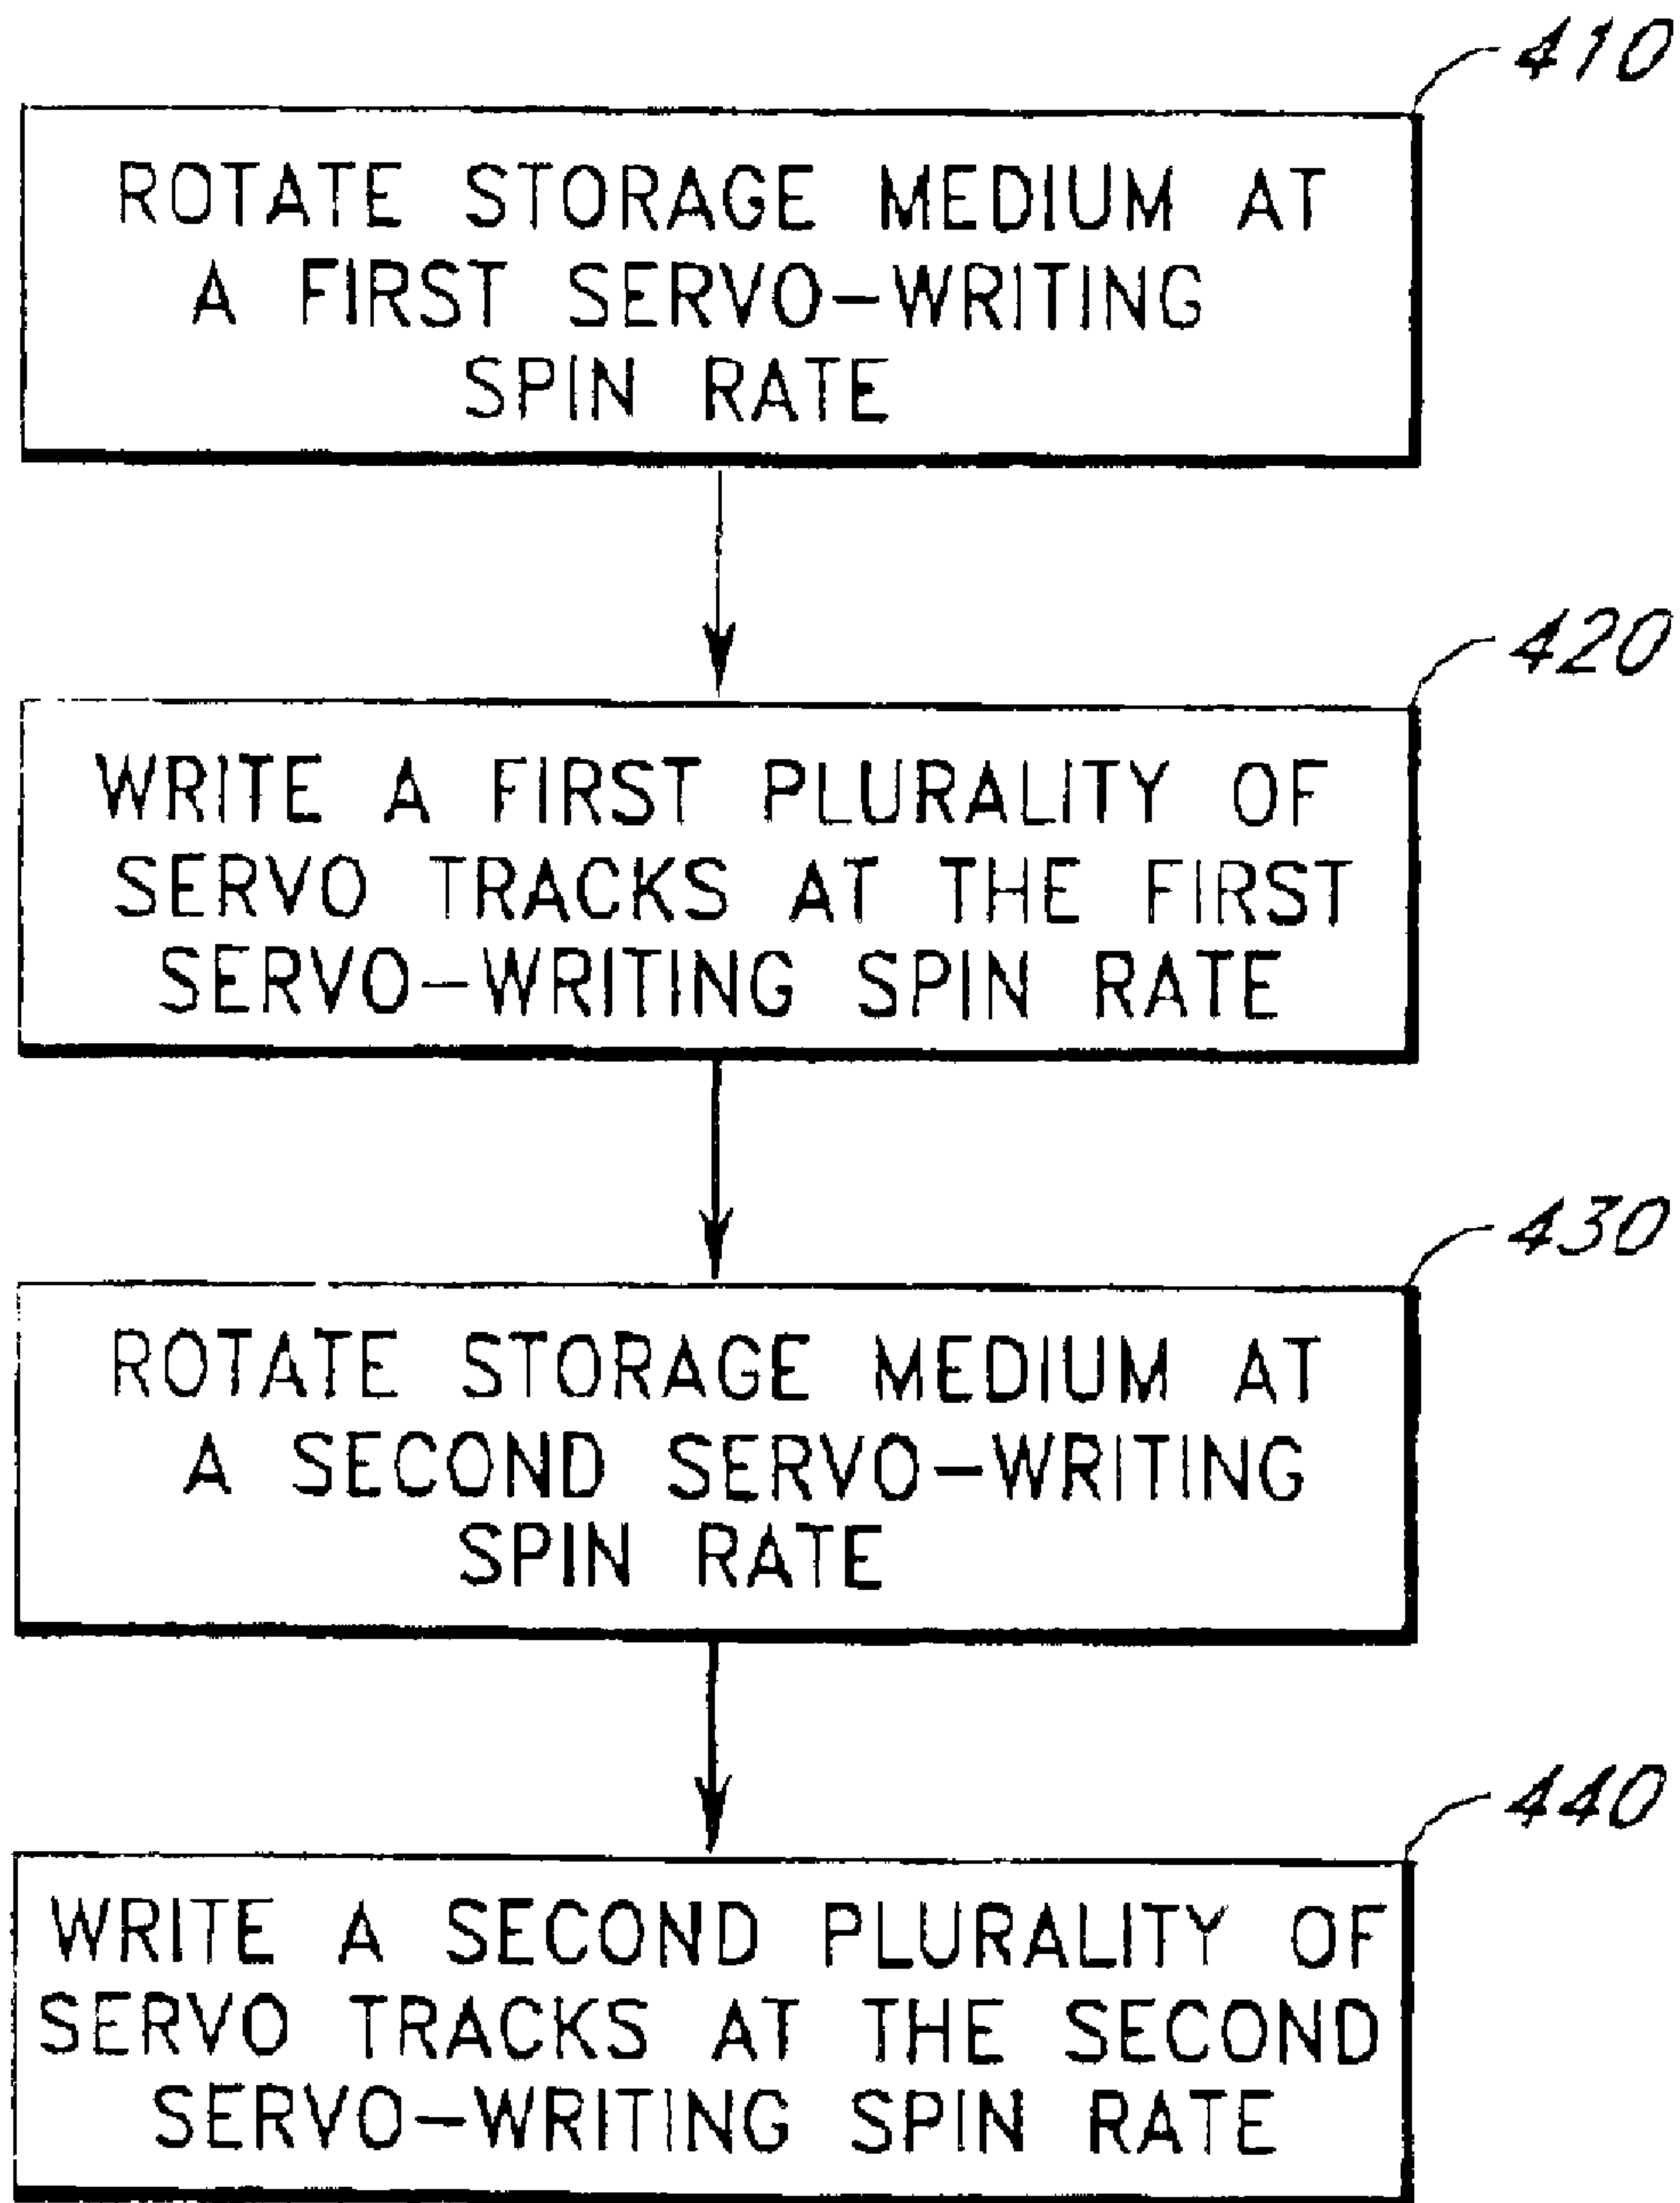 410
ROTATE STORAGE MEDIUM AT
A FIRST SERVO-WRITING
SPIN RATE
420
WRITE A FIRST PLURALITY OF
SERVO TRACKS AT THE FIRST
SERVO-WRITING SPIN RATE
430
ROTATE STORAGE MEDIUM AT
A SECOND SERVO-WRITING
SPIN RATE
440
WRITE A SECOND PLURALITY OF
SERVO TRACKS AT THE SECOND
SERVO-WRITING SPIN RATE